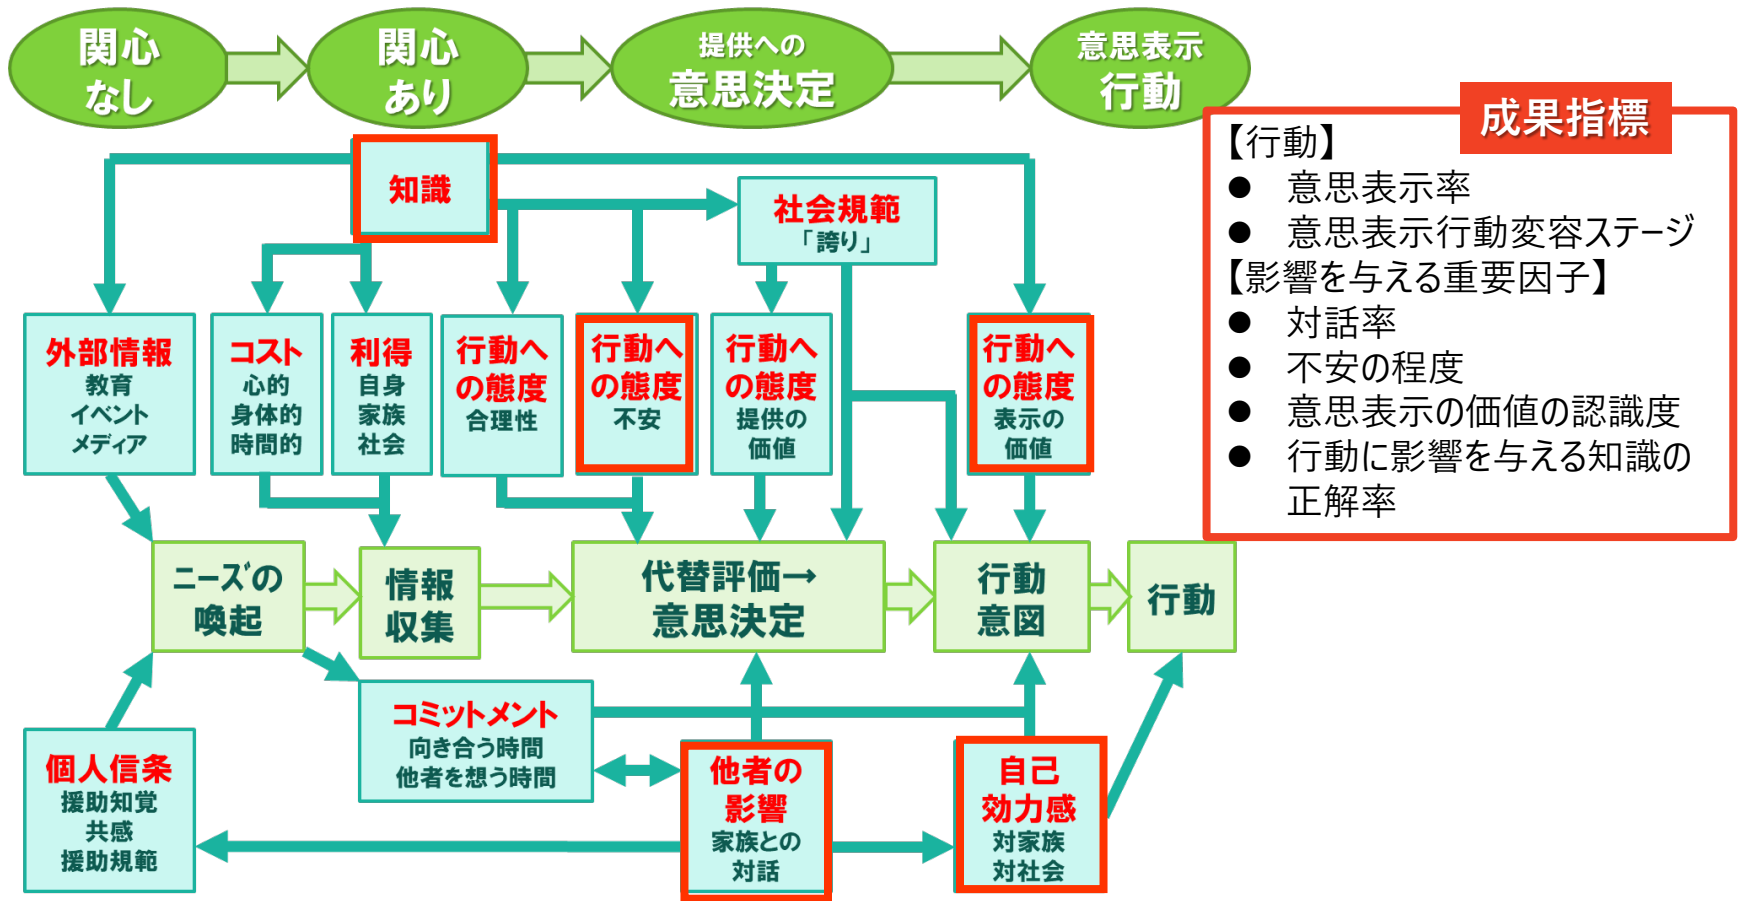 関心
なし
関心
あり
提供への
意思決定
意思表示
行動
成果指標
【行動】
● 意思表示率
● 意思表示行動変容ステージ
【影響を与える重要因子】
● 対話率
● 不安の程度
● 意思表示の価値の認識度
● 行動に影響を与える知識の
正解率
知識
社会規範
「誇り」
外部情報
教育
イベント
メディア
コスト
心的
身体的
時間的
利得
自身
家族
社会
行動へ
の態度
合理性
行動へ
の態度
不安
行動へ
の態度
提供の
価値
行動へ
の態度
表示の
価値
ニーズの
喚起
情報
収集
代替評価→
意思決定
行動
意図
行動
コミットメント
向き合う時間
他者を想う時間
個人信条
援助知覚
共感
援助規範
他者の
影響
家族との
対話
自己
効力感
対家族
対社会